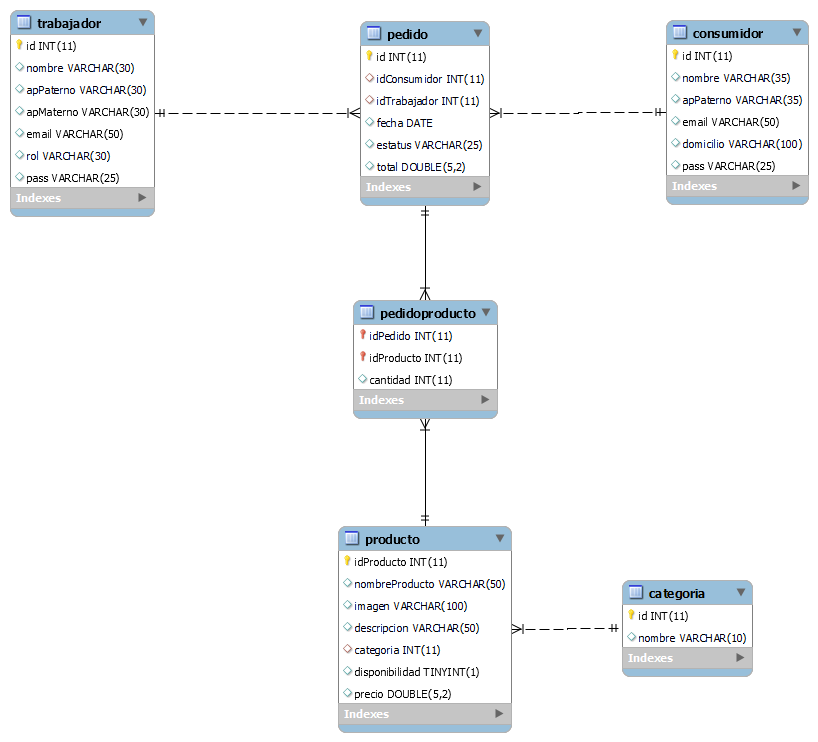 trabajador
id INT(11)
nombre VARCHAR(30)
apPaterno VARCHAR(30)
apMaterno VARCHAR(30)
email VARCHAR(50)
rol VARCHAR(30)
pass VARCHAR(25)
Indexes
pedido
id INT(11)
idConsumidor INT(11)
idTrabajador INT(11)
fecha DATE
estatus VARCHAR(25)
total DOUBLE(5,2)
Indexes
consumidor
id INT(11)
nombre VARCHAR(35)
apPaterno VARCHAR(35)
email VARCHAR(50)
domicilio VARCHAR(100)
pass VARCHAR(25)
Indexes
pedidoproducto
idPedido INT(11)
idProducto INT(11)
cantidad INT(11)
Indexes
producto
idProducto INT(11)
nombreProducto VARCHAR(50)
imagen VARCHAR(100)
descripcion VARCHAR(50)
categoria INT(11)
disponibilidad TINYINT(1)
precio DOUBLE(5,2)
Indexes
categoria
id INT(11)
nombre VARCHAR(10)
Indexes